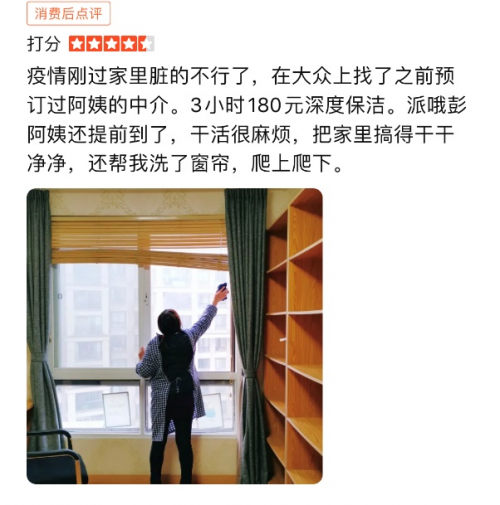 消费后点评
打分
疫情刚过家里脏的不行了，在大众上找了之前预
订过阿姨的中介。3小时180元深度保洁。派哦彭
阿姨还提前到了，干活很麻烦，把家里搞得干干
净净，还帮我洗了窗帘，爬上爬下。